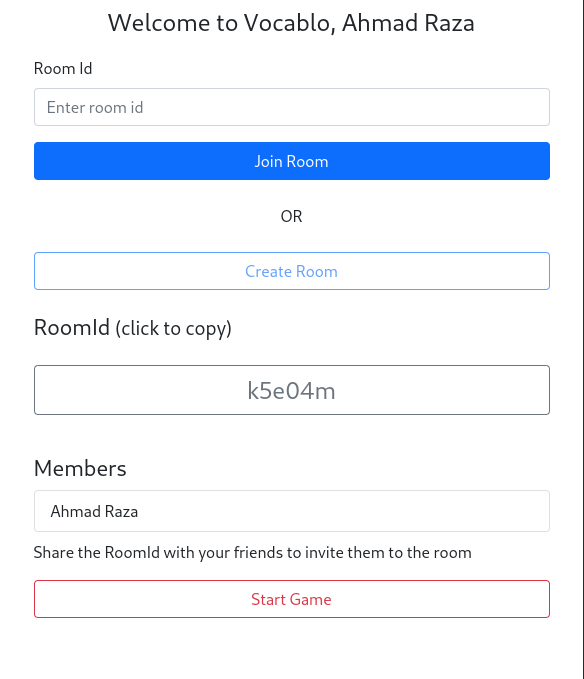 Welcome to Vocablo, Ahmad Raza
Room Id
Enter room id
Join Room
OR
Create Room
RoomId (click to copy)
k5e04m
Members
Ahmad Raza
Share the RoomId with your friends to invite them to the room
Start Game